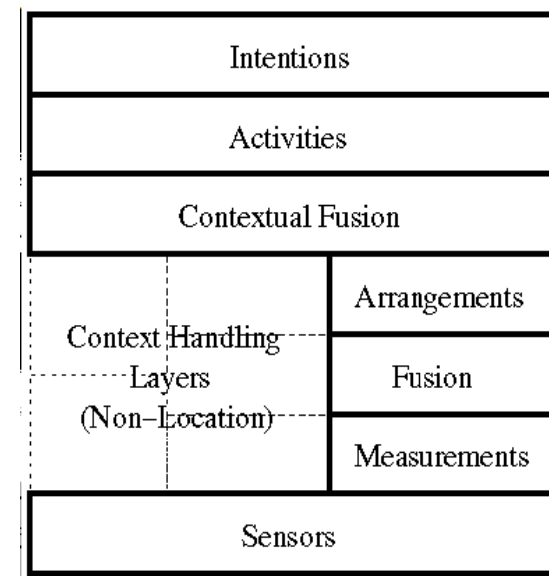 Intentions
Activities
Contextual Fusion
Arrangements
Context Handling
Layers
(Non–Location)
Fusion
Measurements
Sensors